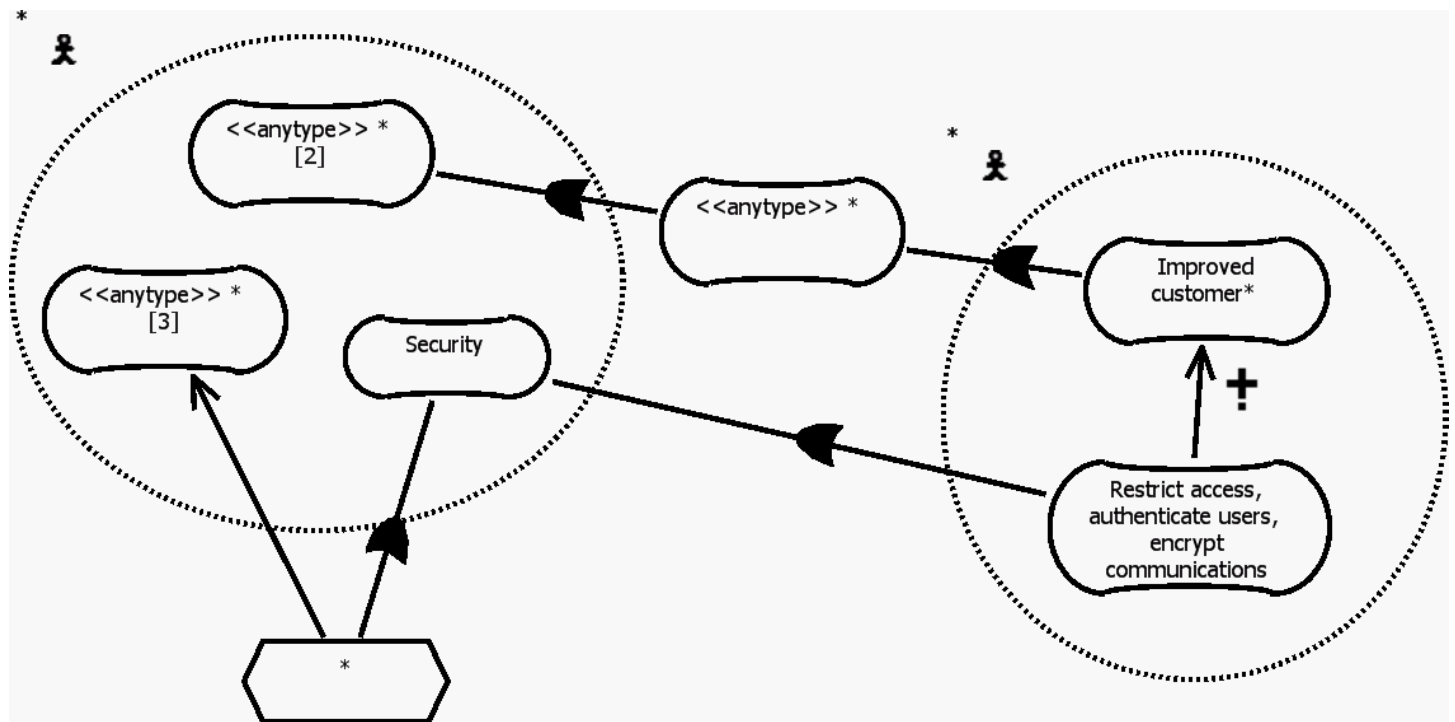 *
<<anytype>> *
[2]
*
<<anytype>> *
Improved
customer*
<<anytype>> *
[3]
Security
Restrict access,
authenticate users,
encrypt
communications
*